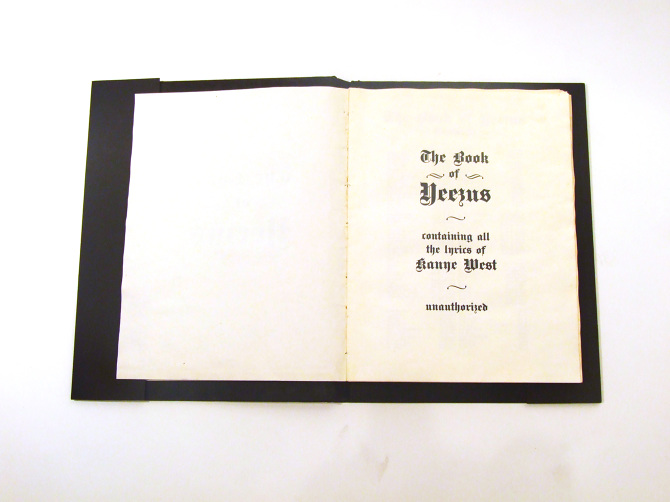 The Book
of
Yeezus
containing all
the lyrics of
Kanye West
unauthorized